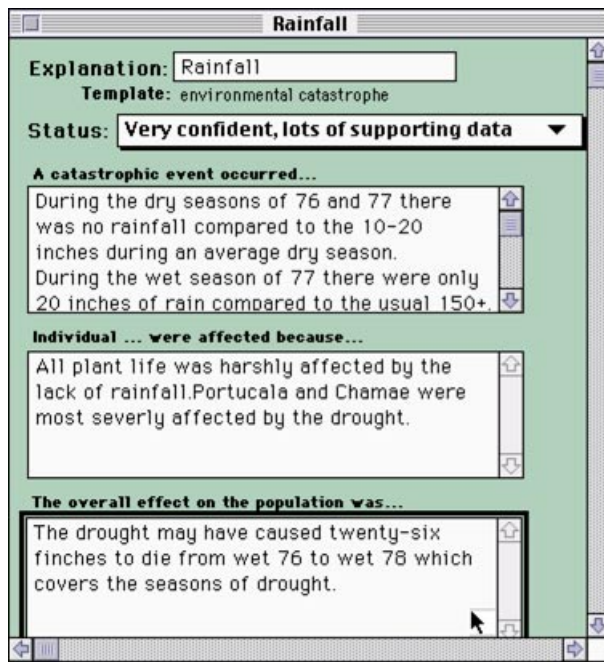 Rainfall
Explanation: Rainfall
Template: environmental catastrophe
Status: Very confident, lots of supporting data
A catastrophic event occurred...
During the dry seasons of 76 and 77 there
was no rainfall compared to the 10-20
inches during an average dry season.
During the wet season of 77 there were only
20 inches of rain compared to the usual 150+.
Individual ... were affected because...
All plant life was harshly affected by the
lack of rainfall.Portucala and Chamae were
most severly affected by the drought.
The overall effect on the population was...
The drought may have caused twenty-six
finches to die from wet 76 to wet 78 which
covers the seasons of drought.